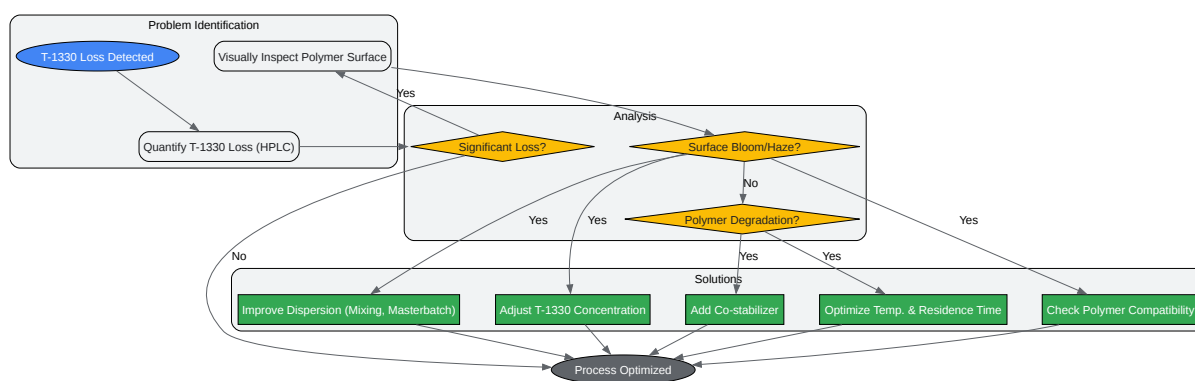 Problem Identification
T-1330 Loss Detected
Visually Inspect Polymer Surface
Yes
Quantify T-1330 Loss (HPLC)
Analysis
Significant Loss?
Surface Bloom/Haze?
No
Polymer Degradation?
Yes
Yes
Yes
No
Yes
Yes
Solutions
Improve Dispersion (Mixing, Masterbatch)
Adjust T-1330 Concentration
Add Co-stabilizer
Optimize Temp. & Residence Time
Check Polymer Compatibility
Process Optimized